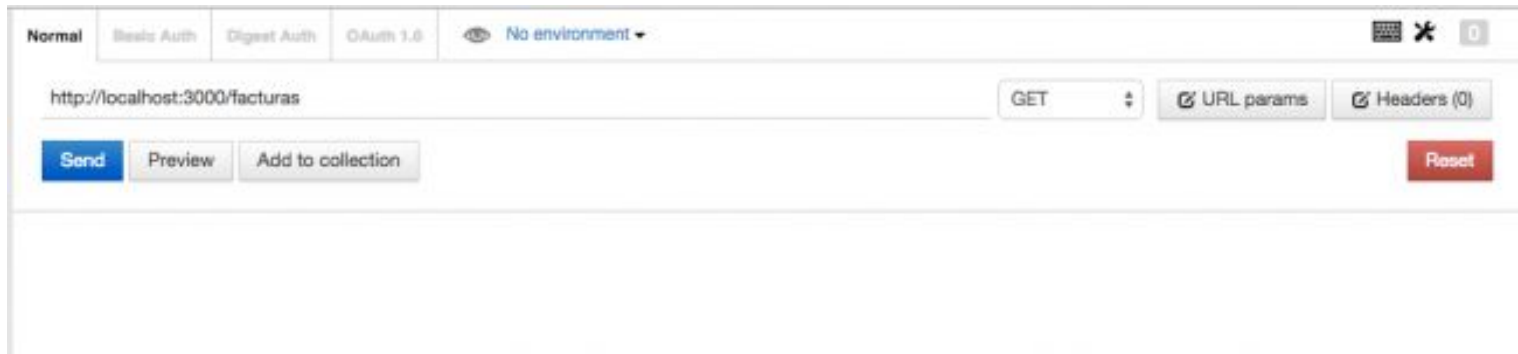 Normal Basic Auth Digest Auth OAuth 1.0 No environment 0
http://localhost:3000/facturas GET URL params Headers (0)
Send Preview Add to collection Reset